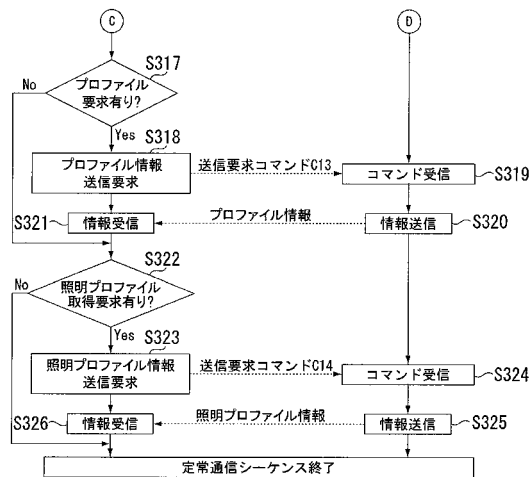 C
D
S317
プロファイル
要求有り?
No
Yes
S318
プロファイル情報
送信要求
送信要求コマンドC13
コマンド受信
S319
S321
情報受信
プロファイル情報
情報送信
S320
S322
照明プロファイル
取得要求有り?
No
Yes
S323
照明プロファイル情報
送信要求
送信要求コマンドC14
コマンド受信
S324
S326
情報受信
照明プロファイル情報
情報送信
S325
定常通信シーケンス終了